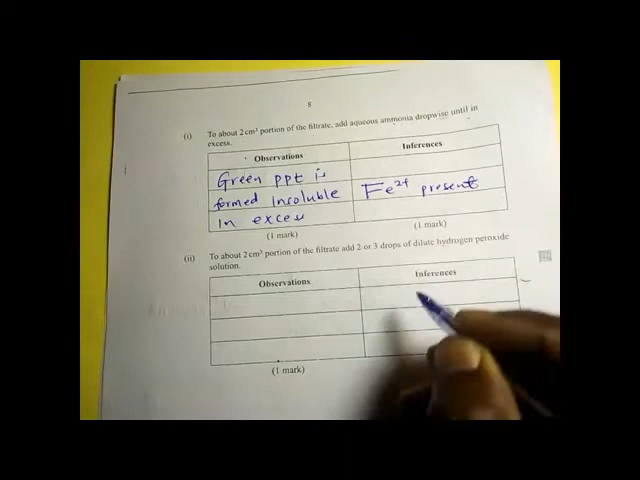 8
(i) To about 2 cm³ portion of the filtrate, add aqueous ammonia dropwise until in
excess.
Observations Inferences
Green ppt is
formed insoluble Fe²⁺ present
In excess
(1 mark) (1 mark)
(ii) To about 2 cm³ portion of the filtrate add 2 or 3 drops of dilute hydrogen peroxide
solution.
Observations Inferences
(1 mark)